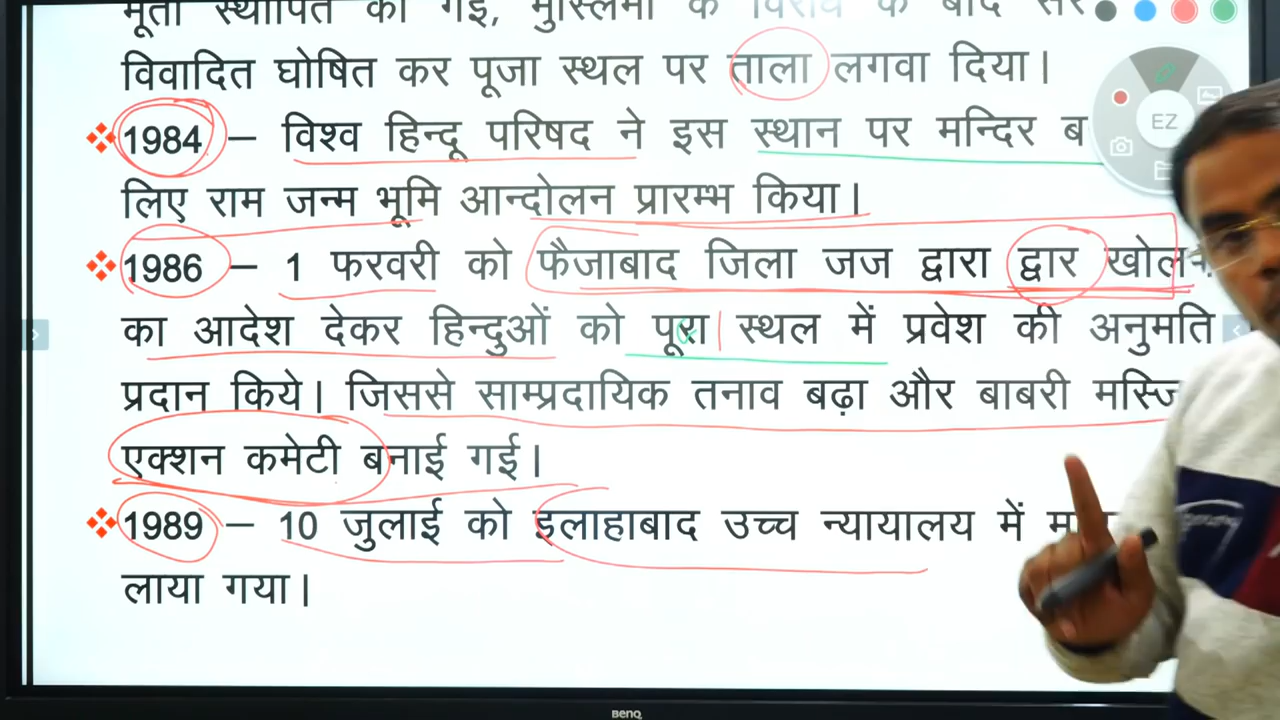 मूर्ती स्थापित की गई, मुस्लिमों के विरोध के बाद सर
विवादित घोषित कर पूजा स्थल पर ताला लगवा दिया।
1984 – विश्व हिन्दू परिषद ने इस स्थान पर मन्दिर ब
लिए राम जन्म भूमि आन्दोलन प्रारम्भ किया।
1986 – 1 फरवरी को फैजाबाद जिला जज द्वारा द्वार खोल
का आदेश देकर हिन्दुओं को पूरा स्थल में प्रवेश की अनुमति
प्रदान किये। जिससे साम्प्रदायिक तनाव बढ़ा और बाबरी मस्जि
एक्शन कमेटी बनाई गई।
1989 – 10 जुलाई को इलाहाबाद उच्च न्यायालय में
लाया गया।
EZ
BenQ